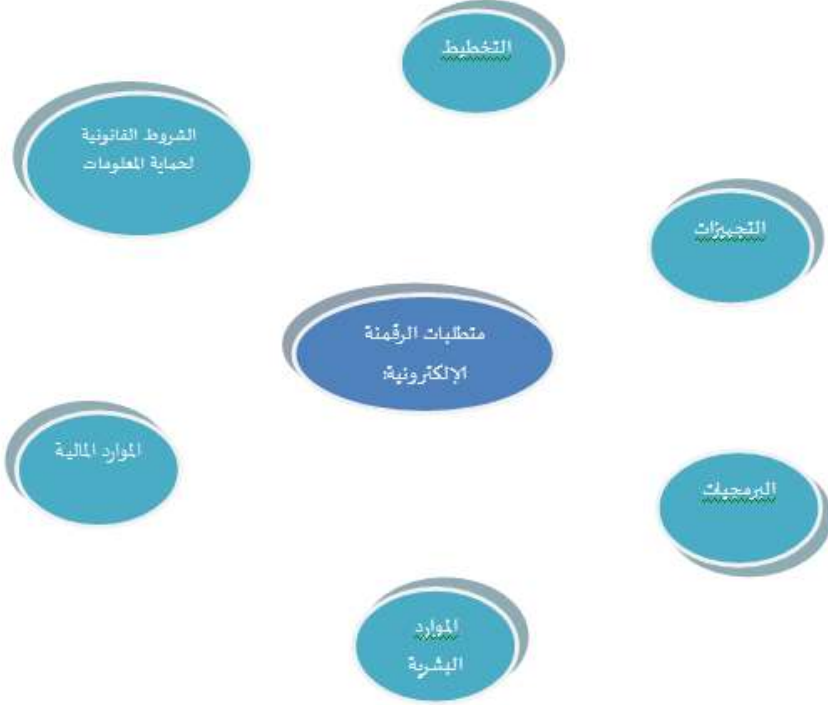 التخطيط
الشروط القانونية
لحماية المعلومات
التجهيزات
متطلبات الرقمنة
الإلكترونية:
الموارد المالية
البرمجيات
الموارد
البشرية